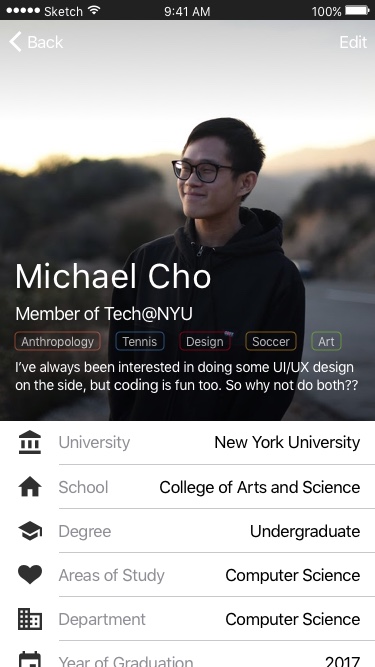 Sketch 9:41 AM 100%
Back Edit
Michael Cho
Member of Tech@NYU
Anthropology Tennis Design Soccer Art
I’ve always been interested in doing some UI/UX design
on the side, but coding is fun too. So why not do both??
University New York University
School College of Arts and Science
Degree Undergraduate
Areas of Study Computer Science
Department Computer Science
Year of Graduation 2017